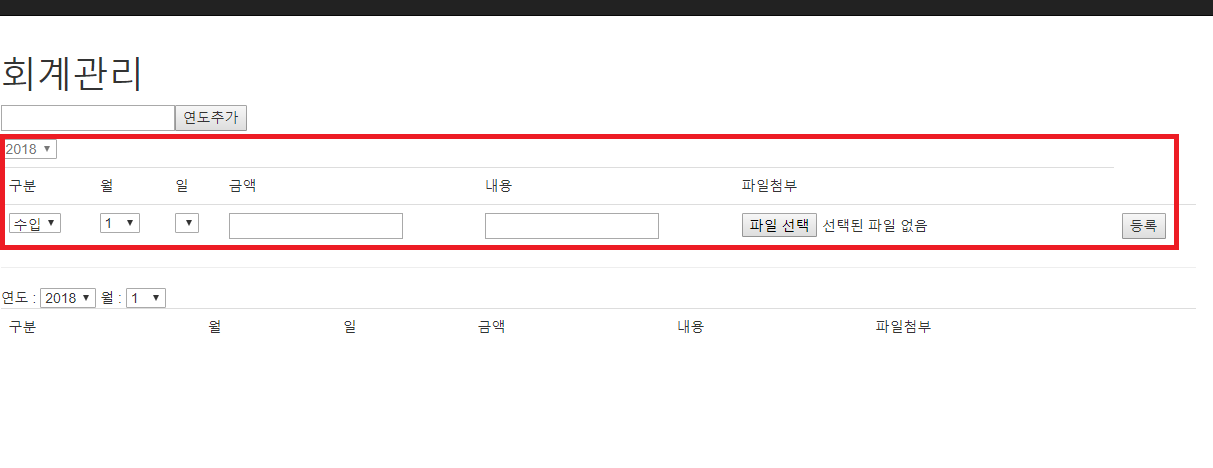 회계관리
연도추가
2018
구분 월 일 금액 내용 파일첨부
수입 1 파일 선택 선택된 파일 없음 등록
연도 : 2018 월 : 1
구분 월 일 금액 내용 파일첨부